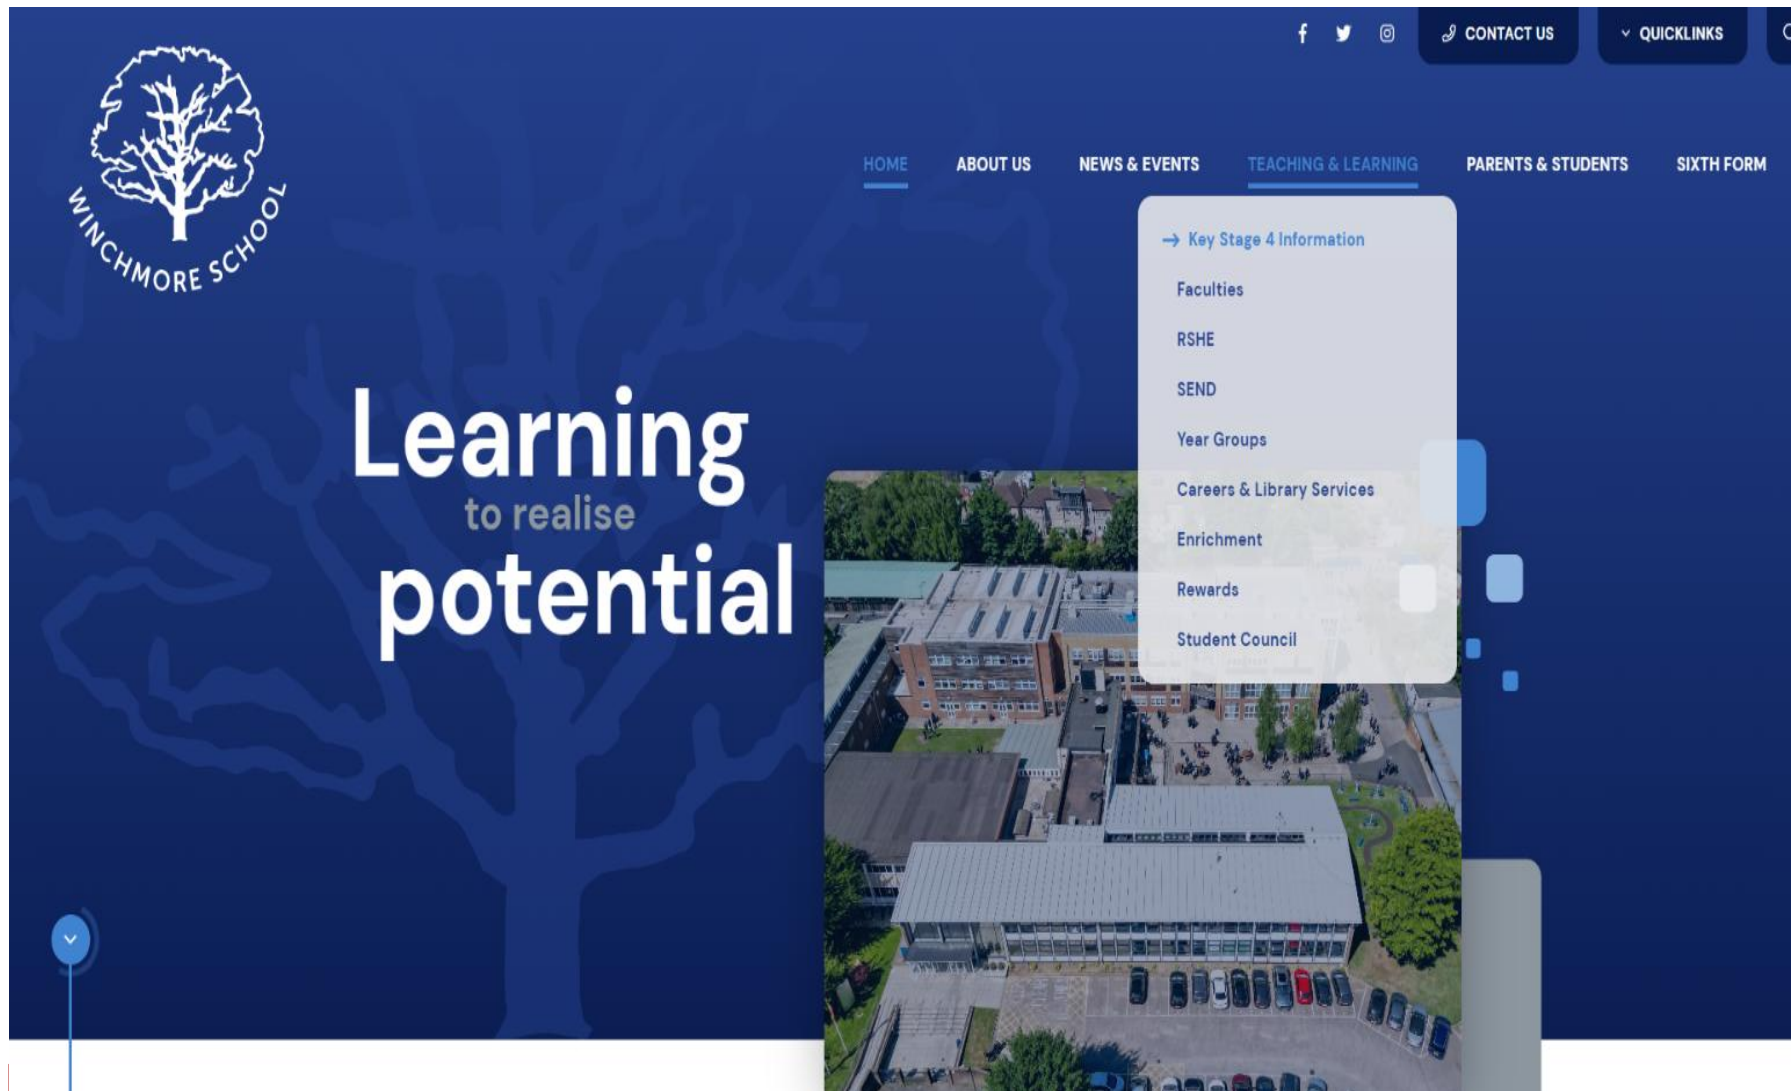 CONTACT US
QUICKLINKS
WINCHMORE SCHOOL
HOME
ABOUT US
NEWS & EVENTS
TEACHING & LEARNING
PARENTS & STUDENTS
SIXTH FORM
Key Stage 4 Information
Faculties
RSHE
SEND
Year Groups
Careers & Library Services
Enrichment
Rewards
Student Council
Learning
to realise
potential